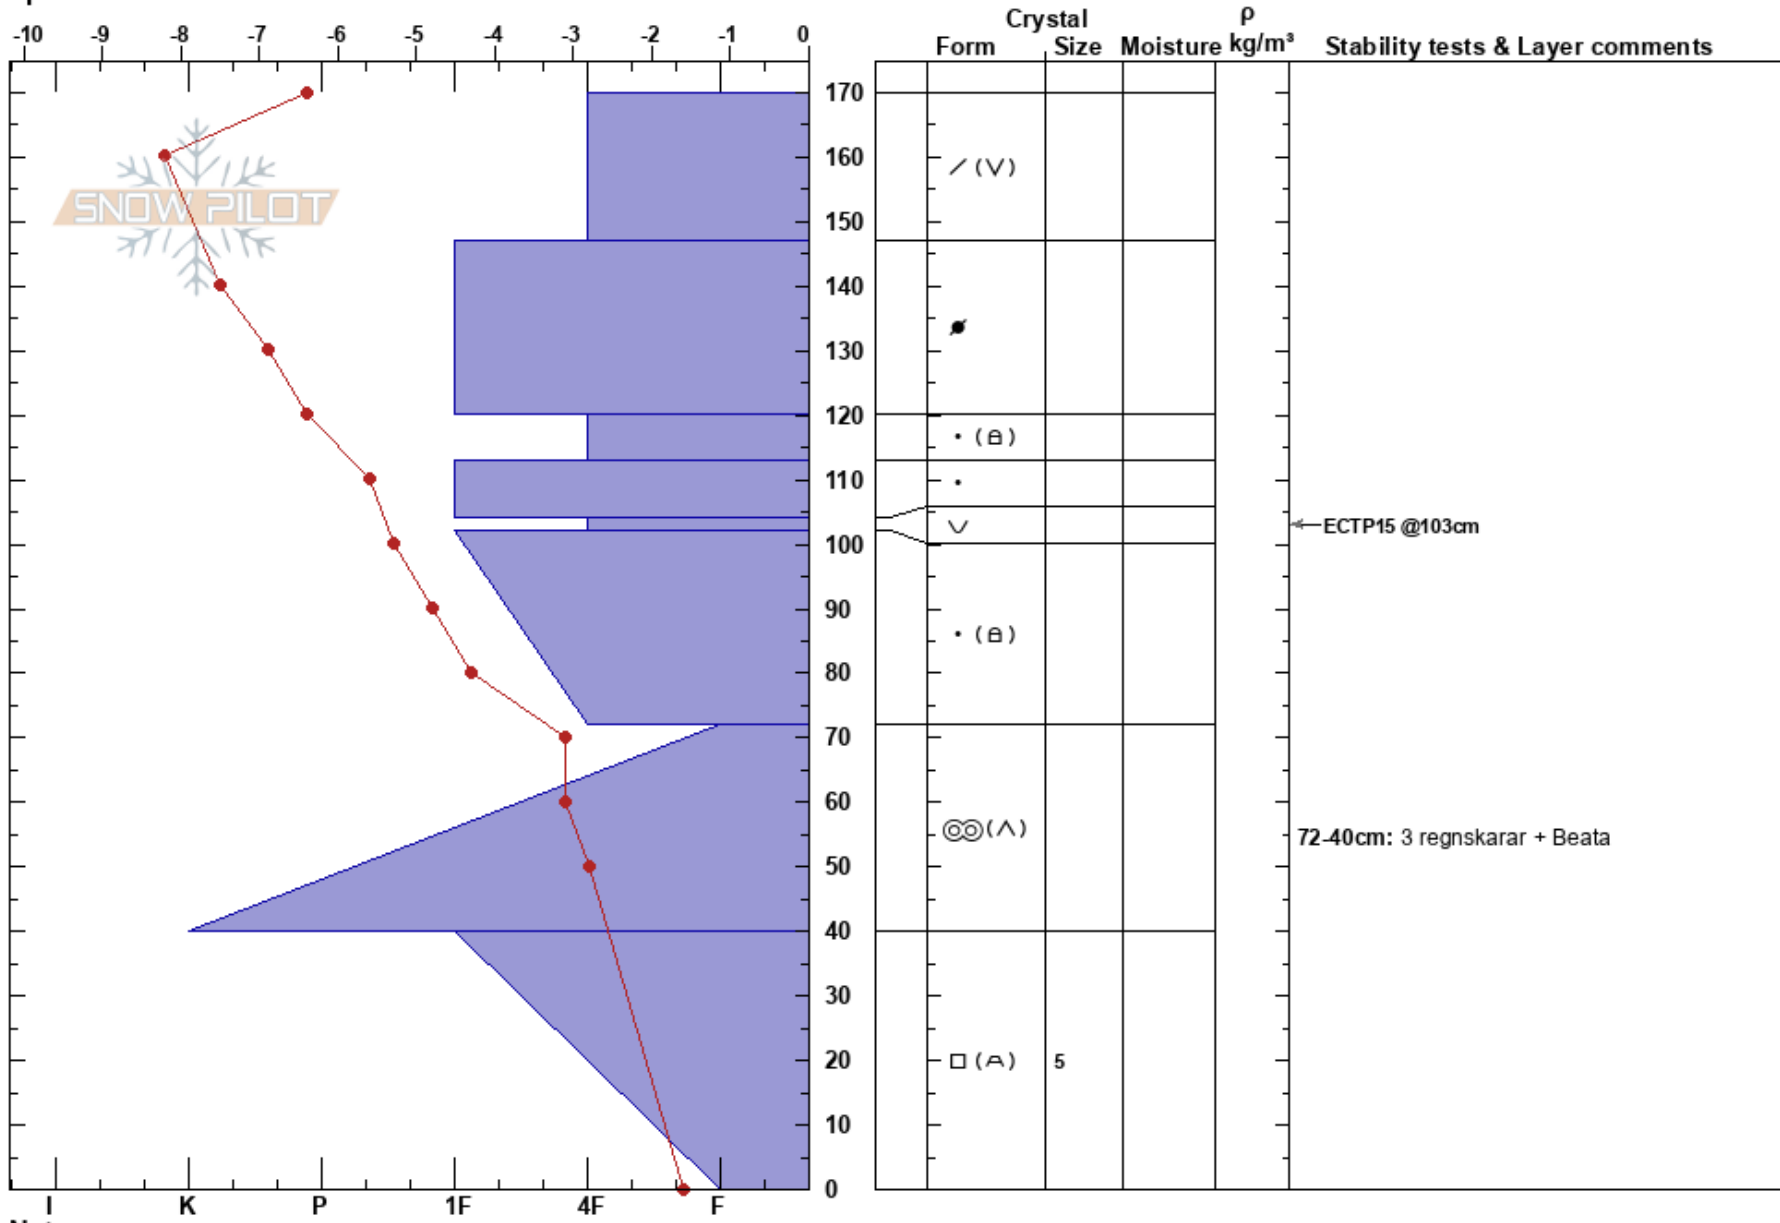 -10 -9 -8 -7 -6 -5 -4 -3 -2 -1 0
Crystal ρ
Form Size Moisture kg/m³ Stability tests & Layer comments
170
160
SNOW PILOT
150
140
130
120
110
ECTP15 @103cm
100
90
80
70
60
72-40cm: 3 regnskarar + Beata
50
40
30
20
5
10
0
I K P 1F 4F F